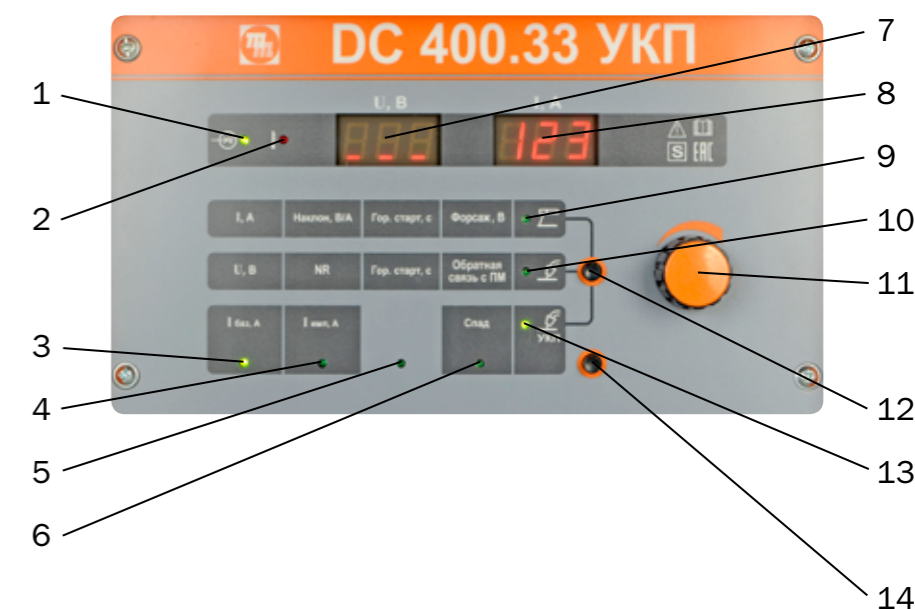 DC 400.33 УКП
7
U, В
I, А
8
1
123
S EAC
2
9
I, А
Наклон, В/А
Гор. старт, с
Форсаж, В
10
U, В
NR
Гор. старт, с
Обратная
связь с ПМ
11
I баз, А
I имп, А
Спад
УКП
3
4
12
5
13
6
14